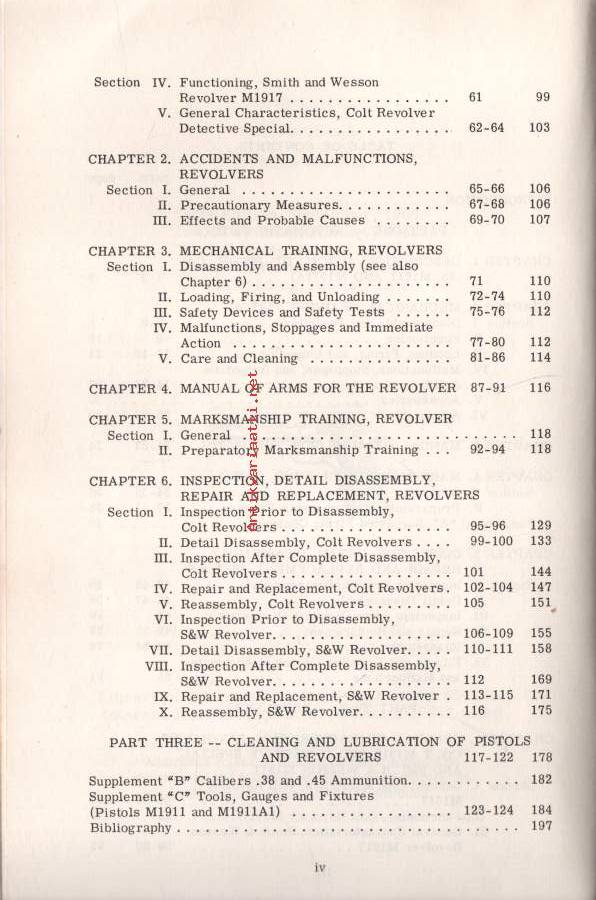 Section IV. Functioning, Smith and Wesson
Revolver M1917 . . . . . . . . . . . . . . . . . 61 99
V. General Characteristics, Colt Revolver
Detective Special. . . . . . . . . . . . . . . . . 62-64 103
CHAPTER 2. ACCIDENTS AND MALFUNCTIONS,
REVOLVERS
Section I. General . . . . . . . . . . . . . . . . . . . . . . 65-66 106
II. Precautionary Measures. . . . . . . . . . . . 67-68 106
III. Effects and Probable Causes . . . . . . . . 69-70 107
CHAPTER 3. MECHANICAL TRAINING, REVOLVERS
Section I. Disassembly and Assembly (see also
Chapter 6) . . . . . . . . . . . . . . . . . . . . . 71 110
II. Loading, Firing, and Unloading . . . . . . . 72-74 110
III. Safety Devices and Safety Tests . . . . . . 75-76 112
IV. Malfunctions, Stoppages and Immediate
Action . . . . . . . . . . . . . . . . . . . . . . . 77-80 112
V. Care and Cleaning . . . . . . . . . . . . . . . 81-86 114
CHAPTER 4. MANUAL OF ARMS FOR THE REVOLVER 87-91 116
CHAPTER 5. MARKSMANSHIP TRAINING, REVOLVER
Section I. General . . . . . . . . . . . . . . . . . . . . . . . . . . . . . 118
II. Preparatory Marksmanship Training . . . 92-94 118
CHAPTER 6. INSPECTION, DETAIL DISASSEMBLY,
REPAIR AND REPLACEMENT, REVOLVERS
Section I. Inspection Prior to Disassembly,
Colt Revolvers . . . . . . . . . . . . . . . . . . 95-96 129
II. Detail Disassembly, Colt Revolvers . . . . 99-100 133
III. Inspection After Complete Disassembly,
Colt Revolvers . . . . . . . . . . . . . . . . . . 101 144
IV. Repair and Replacement, Colt Revolvers. 102-104 147
V. Reassembly, Colt Revolvers . . . . . . . . . 105 151
VI. Inspection Prior to Disassembly,
S&W Revolver. . . . . . . . . . . . . . . . . . . 106-109 155
VII. Detail Disassembly, S&W Revolver. . . . . 110-111 158
VIII. Inspection After Complete Disassembly,
S&W Revolver. . . . . . . . . . . . . . . . . . . 112 169
IX. Repair and Replacement, S&W Revolver . 113-115 171
X. Reassembly, S&W Revolver. . . . . . . . . . 116 175
PART THREE -- CLEANING AND LUBRICATION OF PISTOLS
AND REVOLVERS 117-122 178
Supplement "B" Calibers .38 and .45 Ammunition. . . . . . . . . . . . 182
Supplement "C" Tools, Gauges and Fixtures
(Pistols M1911 and M1911A1) . . . . . . . . . . . . . . . . . 123-124 184
Bibliography . . . . . . . . . . . . . . . . . . . . . . . . . . . . . . . . . . . . 197
iv
Antikvariaatti.net